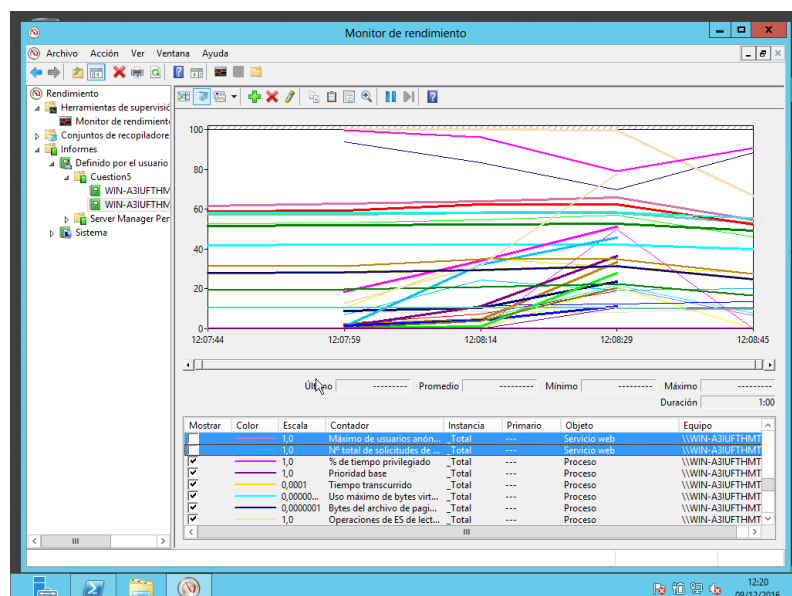 Monitor de rendimiento
Archivo Acción Ver Ventana Ayuda
Rendimiento
Herramientas de supervisió
Monitor de rendimiento
Conjuntos de recopiladore
Informes
Definido por el usuario
Cuestion5
WIN-A3IUFTHM
WIN-A3IUFTHM
Server Manager Per
Sistema
100
80
60
40
20
0
12:07:44 12:07:59 12:08:14 12:08:29 12:08:45
Último --------- Promedio --------- Mínimo --------- Máximo ---------
Duración 1:00
Mostrar Color Escala Contador Instancia Primario Objeto Equipo
1,0 Máximo de usuarios anón... _Total --- Servicio web \\WIN-A3IUFTHMT
1,0 Nº total de solicitudes de ... _Total --- Servicio web \\WIN-A3IUFTHMT
1,0 % de tiempo privilegiado _Total --- Proceso \\WIN-A3IUFTHMT
1,0 Prioridad base _Total --- Proceso \\WIN-A3IUFTHMT
0,0001 Tiempo transcurrido _Total --- Proceso \\WIN-A3IUFTHMT
0,00000... Uso máximo de bytes virt... _Total --- Proceso \\WIN-A3IUFTHMT
0,0000001 Bytes del archivo de pagi... _Total --- Proceso \\WIN-A3IUFTHMT
1,0 Operaciones de ES de lect... _Total --- Proceso \\WIN-A3IUFTHMT
12:20
08/12/2016